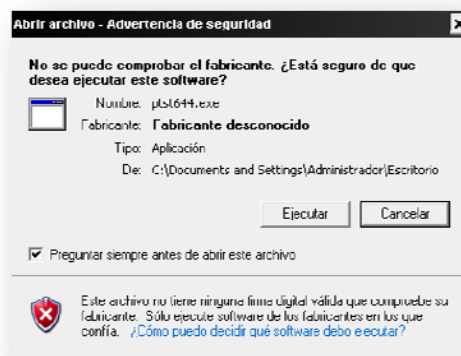 Abrir archivo - Advertencia de seguridad
No se puede comprobar el fabricante. ¿Está seguro de que
desea ejecutar este software?
Nombre: ptst644.exe
Fabricante: Fabricante desconocido
Tipo: Aplicación
De: C:\Documents and Settings\Administrador\Escritorio
Ejecutar Cancelar
Preguntar siempre antes de abrir este archivo
Este archivo no tiene ninguna firma digital válida que compruebe su
fabricante. Sólo ejecute software de los fabricantes en los que
confía. ¿Cómo puedo decidir qué software debo ejecutar?